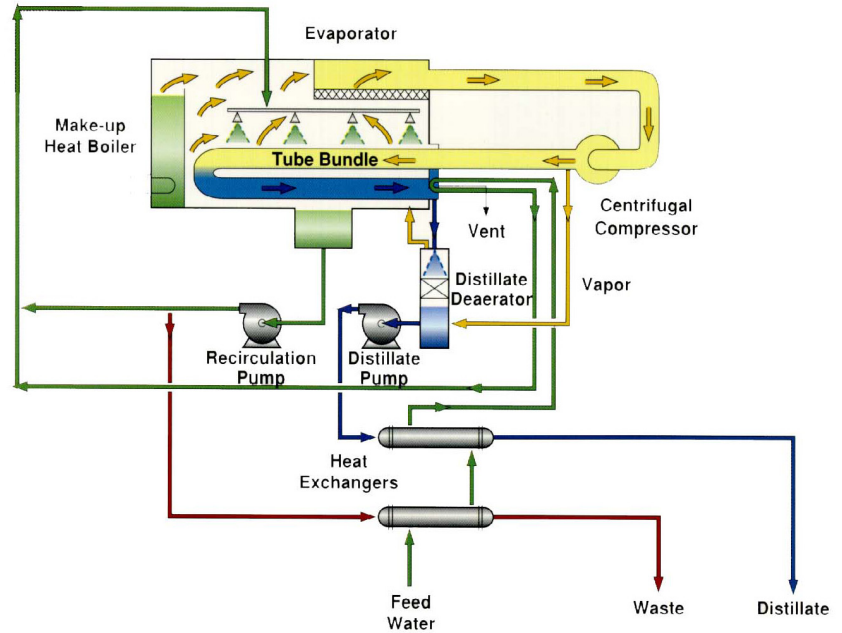 Evaporator
Make-up
Heat Boiler
Tube Bundle
Centrifugal
Compressor
Vent
Distillate
Deaerator
Vapor
Recirculation
Pump
Distillate
Pump
Heat
Exchangers
Feed
Water
Waste
Distillate